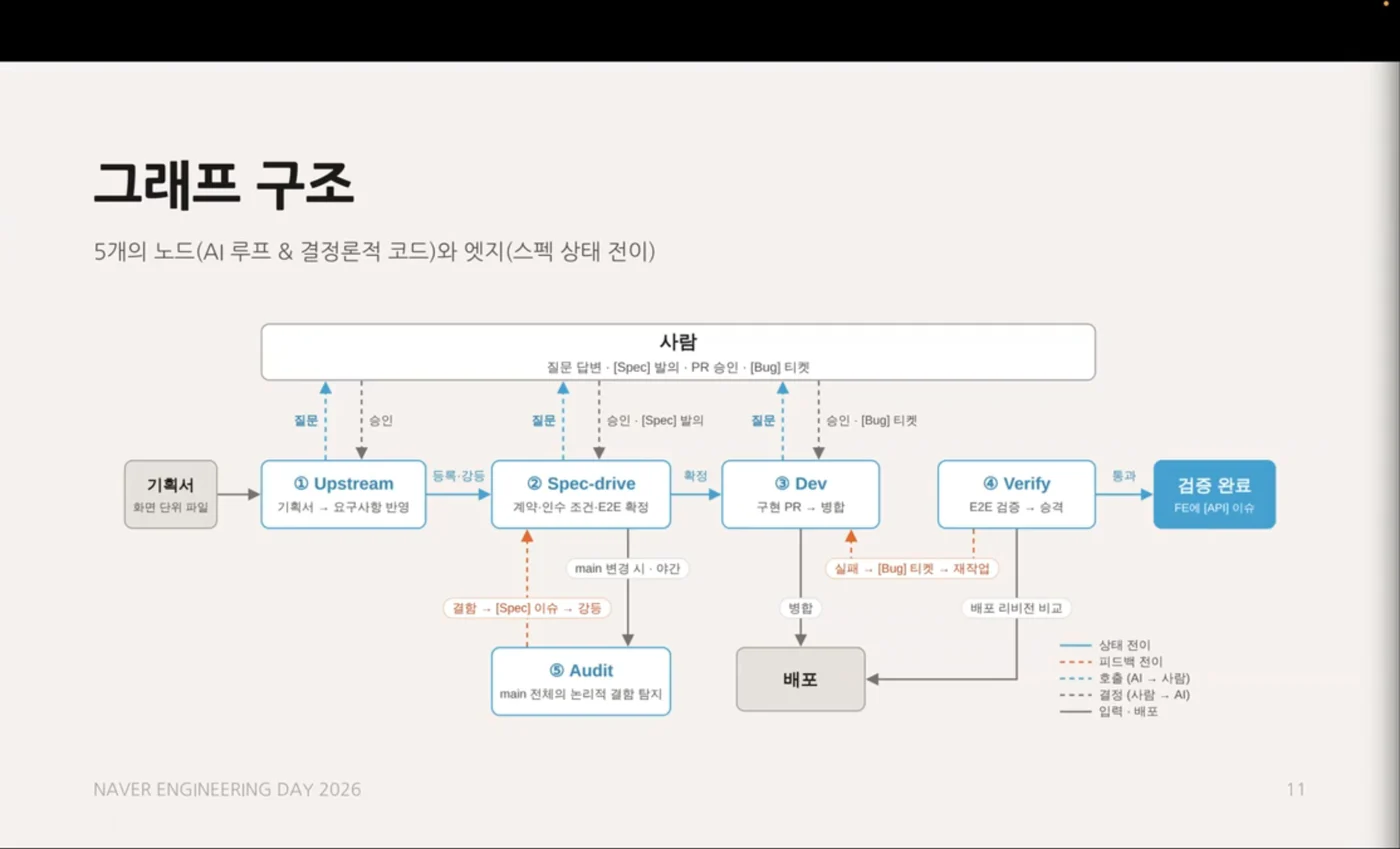 그래프 구조
5개의 노드(AI 루프 & 결정론적 코드)와 엣지(스펙 상태 전이)
사람
질문 답변 · [Spec] 발의 · PR 승인 · [Bug] 티켓
질문
승인
질문
승인 · [Spec] 발의
질문
승인 · [Bug] 티켓
기획서
화면 단위 파일
① Upstream
기획서 → 요구사항 반영
등록·강등
② Spec-drive
계약·인수 조건·E2E 확정
확정
③ Dev
구현 PR → 병합
④ Verify
E2E 검증 → 승격
통과
검증 완료
FE에 [API] 이슈
main 변경 시 · 야간
실패 → [Bug] 티켓 → 재작업
결함 → [Spec] 이슈 → 강등
병합
배포 리비전 비교
⑤ Audit
main 전체의 논리적 결함 탐지
배포
상태 전이
피드백 전이
호출 (AI → 사람)
결정 (사람 → AI)
입력 · 배포
NAVER ENGINEERING DAY 2026
11